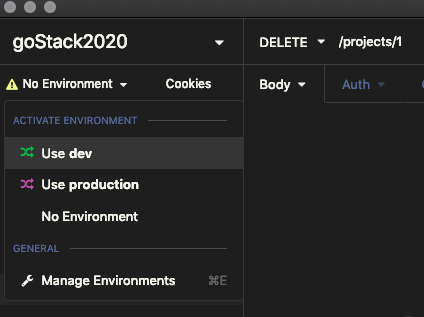 goStack2020
DELETE /projects/1
No Environment Cookies
Body Auth
ACTIVATE ENVIRONMENT
Use dev
Use production
No Environment
GENERAL
Manage Environments ⌘E